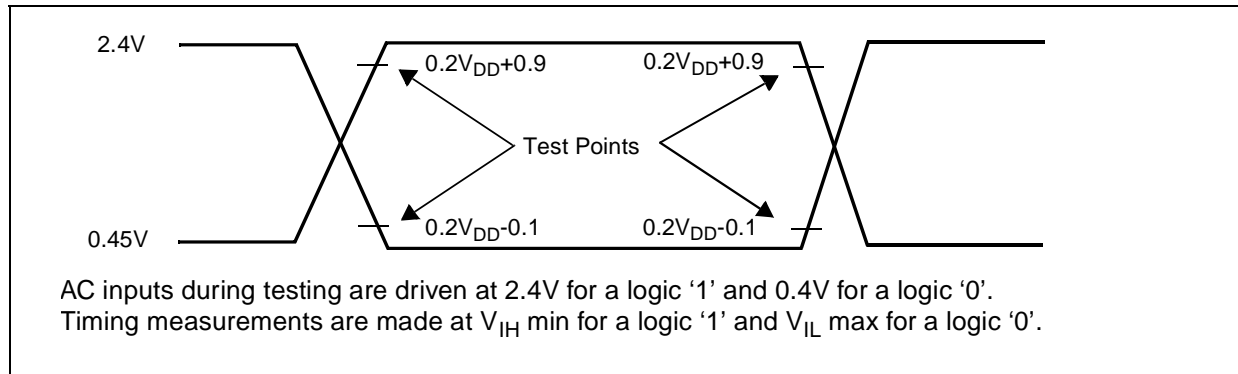 2.4V
0.2VDD+0.9 0.2VDD+0.9
Test Points
0.2VDD-0.1 0.2VDD-0.1
0.45V
AC inputs during testing are driven at 2.4V for a logic ‘1’ and 0.4V for a logic ‘0’.
Timing measurements are made at VIH min for a logic ‘1’ and VIL max for a logic ‘0’.